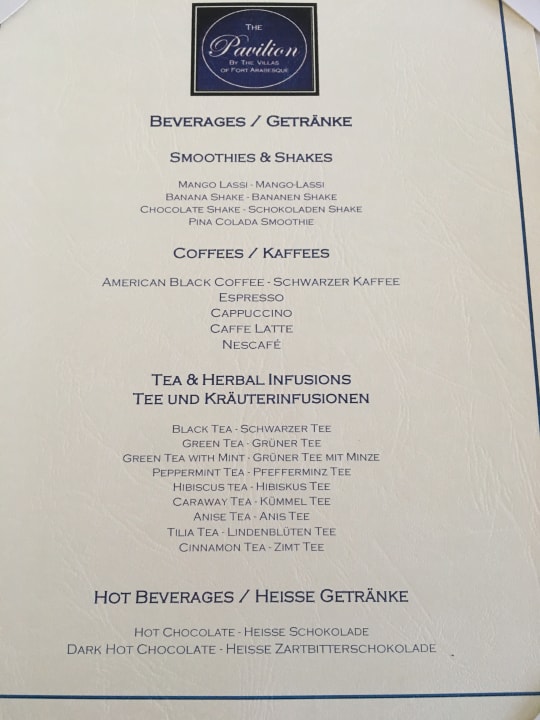 THE
Pavilion
BY THE VILLAS
OF FORT ARABESQUE
BEVERAGES / GETRÄNKE
SMOOTHIES & SHAKES
MANGO LASSI - MANGO-LASSI
BANANA SHAKE - BANANEN SHAKE
CHOCOLATE SHAKE - SCHOKOLADEN SHAKE
PINA COLADA SMOOTHIE
COFFEES / KAFFEES
AMERICAN BLACK COFFEE - SCHWARZER KAFFEE
ESPRESSO
CAPPUCCINO
CAFFE LATTE
NESCAFÉ
TEA & HERBAL INFUSIONS
TEE UND KRÄUTERINFUSIONEN
BLACK TEA - SCHWARZER TEE
GREEN TEA - GRÜNER TEE
GREEN TEA WITH MINT - GRÜNER TEE MIT MINZE
PEPPERMINT TEA - PFEFFERMINZ TEE
HIBISCUS TEA - HIBISKUS TEE
CARAWAY TEA - KÜMMEL TEE
ANISE TEA - ANIS TEE
TILIA TEA - LINDENBLÜTEN TEE
CINNAMON TEA - ZIMT TEE
HOT BEVERAGES / HEISSE GETRÄNKE
HOT CHOCOLATE - HEISSE SCHOKOLADE
DARK HOT CHOCOLATE - HEISSE ZARTBITTERSCHOKOLADE